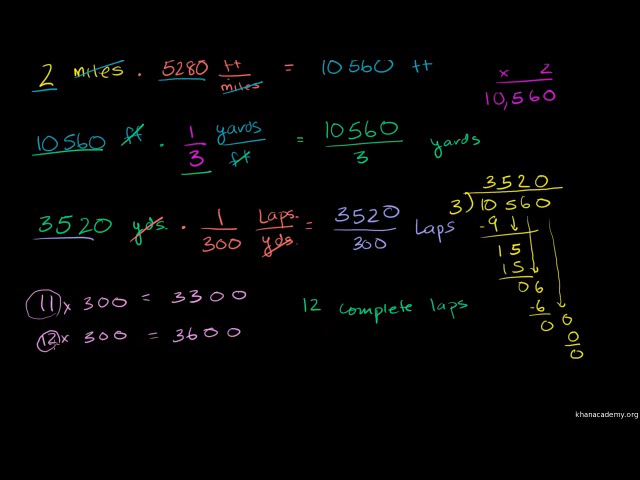 2 miles · 5280 ft/miles = 10560 ft
x 2
10,560
10560 ft · 1/3 yards/ft = 10560/3 yards
3520 yds. · 1/300 Laps/yds. = 3520/300 Laps
3520
3)10560
-9
15
15
06
-6
00
0
0
11 x 300 = 3300
12 complete laps
12 x 300 = 3600
khanacademy.org